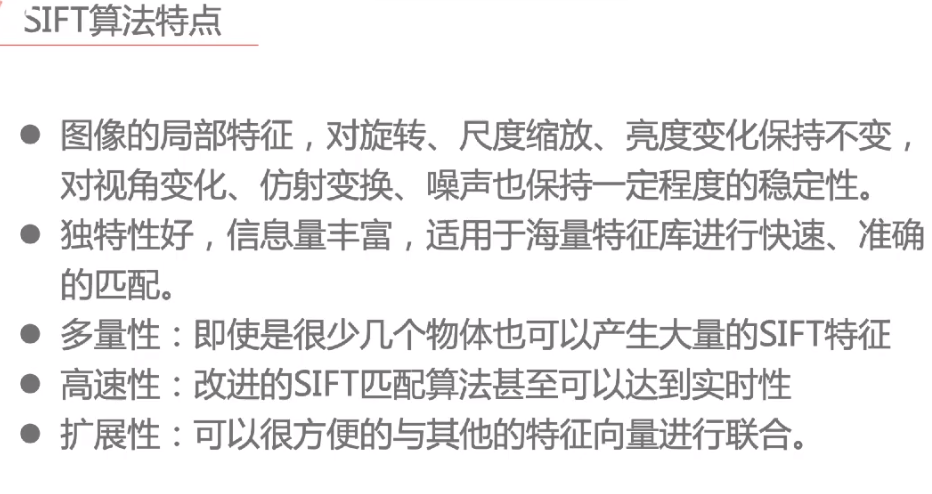 SIFT算法特点
● 图像的局部特征，对旋转、尺度缩放、亮度变化保持不变，
对视角变化、仿射变换、噪声也保持一定程度的稳定性。
● 独特性好，信息量丰富，适用于海量特征库进行快速、准确
的匹配。
● 多量性：即使是很少几个物体也可以产生大量的SIFT特征
● 高速性：改进的SIFT匹配算法甚至可以达到实时性
● 扩展性：可以很方便的与其他的特征向量进行联合。